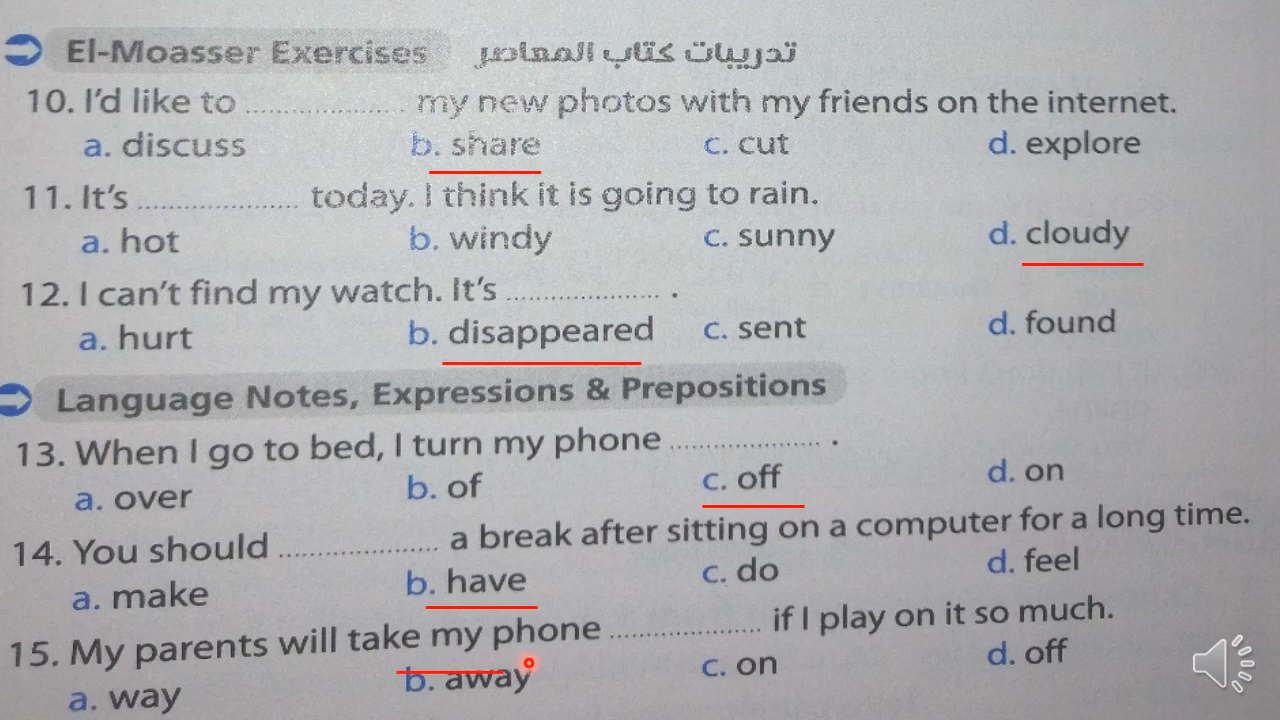 El-Moasser Exercises تدريبات كتاب المعاصر
10. I'd like to .................... my new photos with my friends on the internet.
a. discuss b. share c. cut d. explore
11. It's .................... today. I think it is going to rain.
a. hot b. windy c. sunny d. cloudy
12. I can't find my watch. It's .................... .
a. hurt b. disappeared c. sent d. found
Language Notes, Expressions & Prepositions
13. When I go to bed, I turn my phone .................... .
a. over b. of c. off d. on
14. You should .................... a break after sitting on a computer for a long time.
a. make b. have c. do d. feel
15. My parents will take my phone .................... if I play on it so much.
a. way b. away c. on d. off